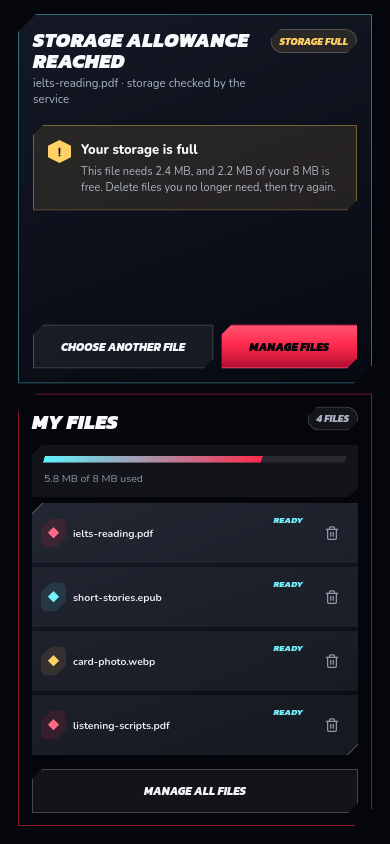 STORAGE ALLOWANCE
REACHED
STORAGE FULL
ielts-reading.pdf · storage checked by the
service
!
Your storage is full
This file needs 2.4 MB, and 2.2 MB of your 8 MB is
free. Delete files you no longer need, then try again.
CHOOSE ANOTHER FILE
MANAGE FILES
MY FILES
4 FILES
5.8 MB of 8 MB used
READY
ielts-reading.pdf
READY
short-stories.epub
READY
card-photo.webp
READY
listening-scripts.pdf
MANAGE ALL FILES